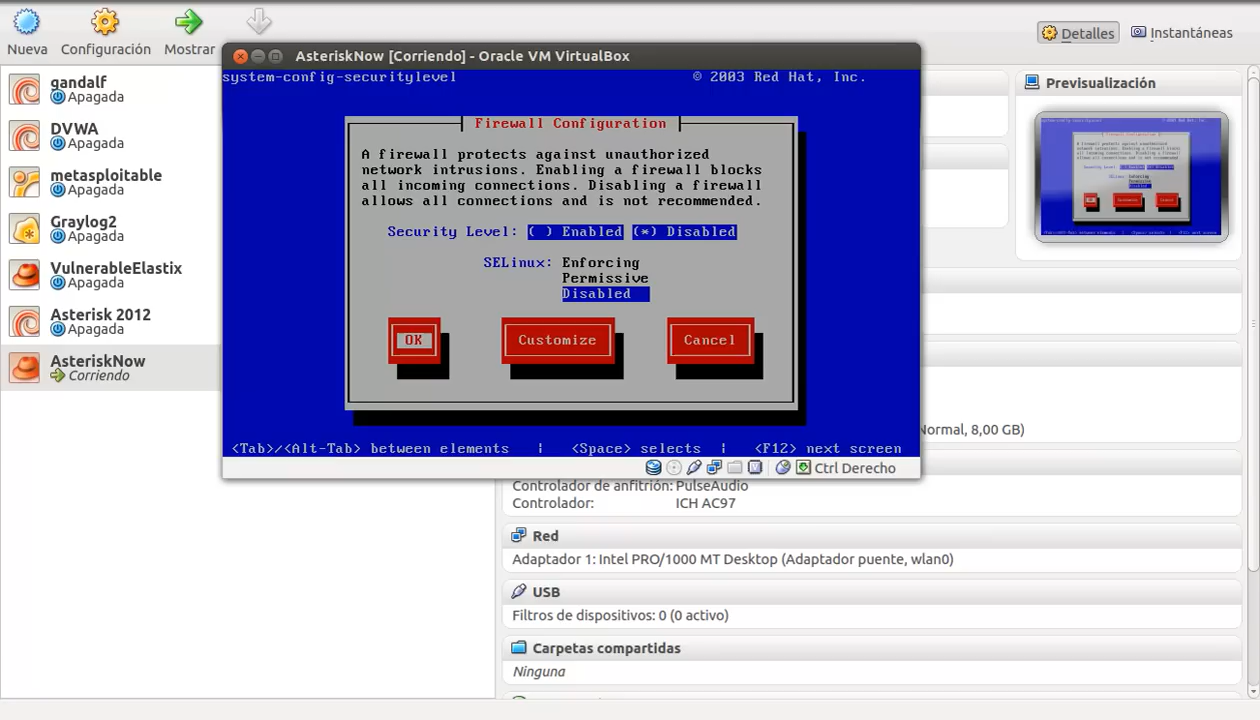 Nueva
Configuración
Mostrar
Detalles
Instantáneas
gandalf
Apagada
DVWA
Apagada
metasploitable
Apagada
Graylog2
Apagada
VulnerableElastix
Apagada
Asterisk 2012
Apagada
AsteriskNow
Corriendo
AsteriskNow [Corriendo] - Oracle VM VirtualBox
system-config-securitylevel © 2003 Red Hat, Inc.
Firewall Configuration
A firewall protects against unauthorized
network intrusions. Enabling a firewall blocks
all incoming connections. Disabling a firewall
allows all connections and is not recommended.
Security Level: ( ) Enabled (*) Disabled
SELinux: Enforcing
Permissive
Disabled
OK Customize Cancel
<Tab>/<Alt-Tab> between elements | <Space> selects | <F12> next screen
Ctrl Derecho
Previsualización
Normal, 8,00 GB)
Controlador de anfitrión: PulseAudio
Controlador: ICH AC97
Red
Adaptador 1: Intel PRO/1000 MT Desktop (Adaptador puente, wlan0)
USB
Filtros de dispositivos: 0 (0 activo)
Carpetas compartidas
Ninguna